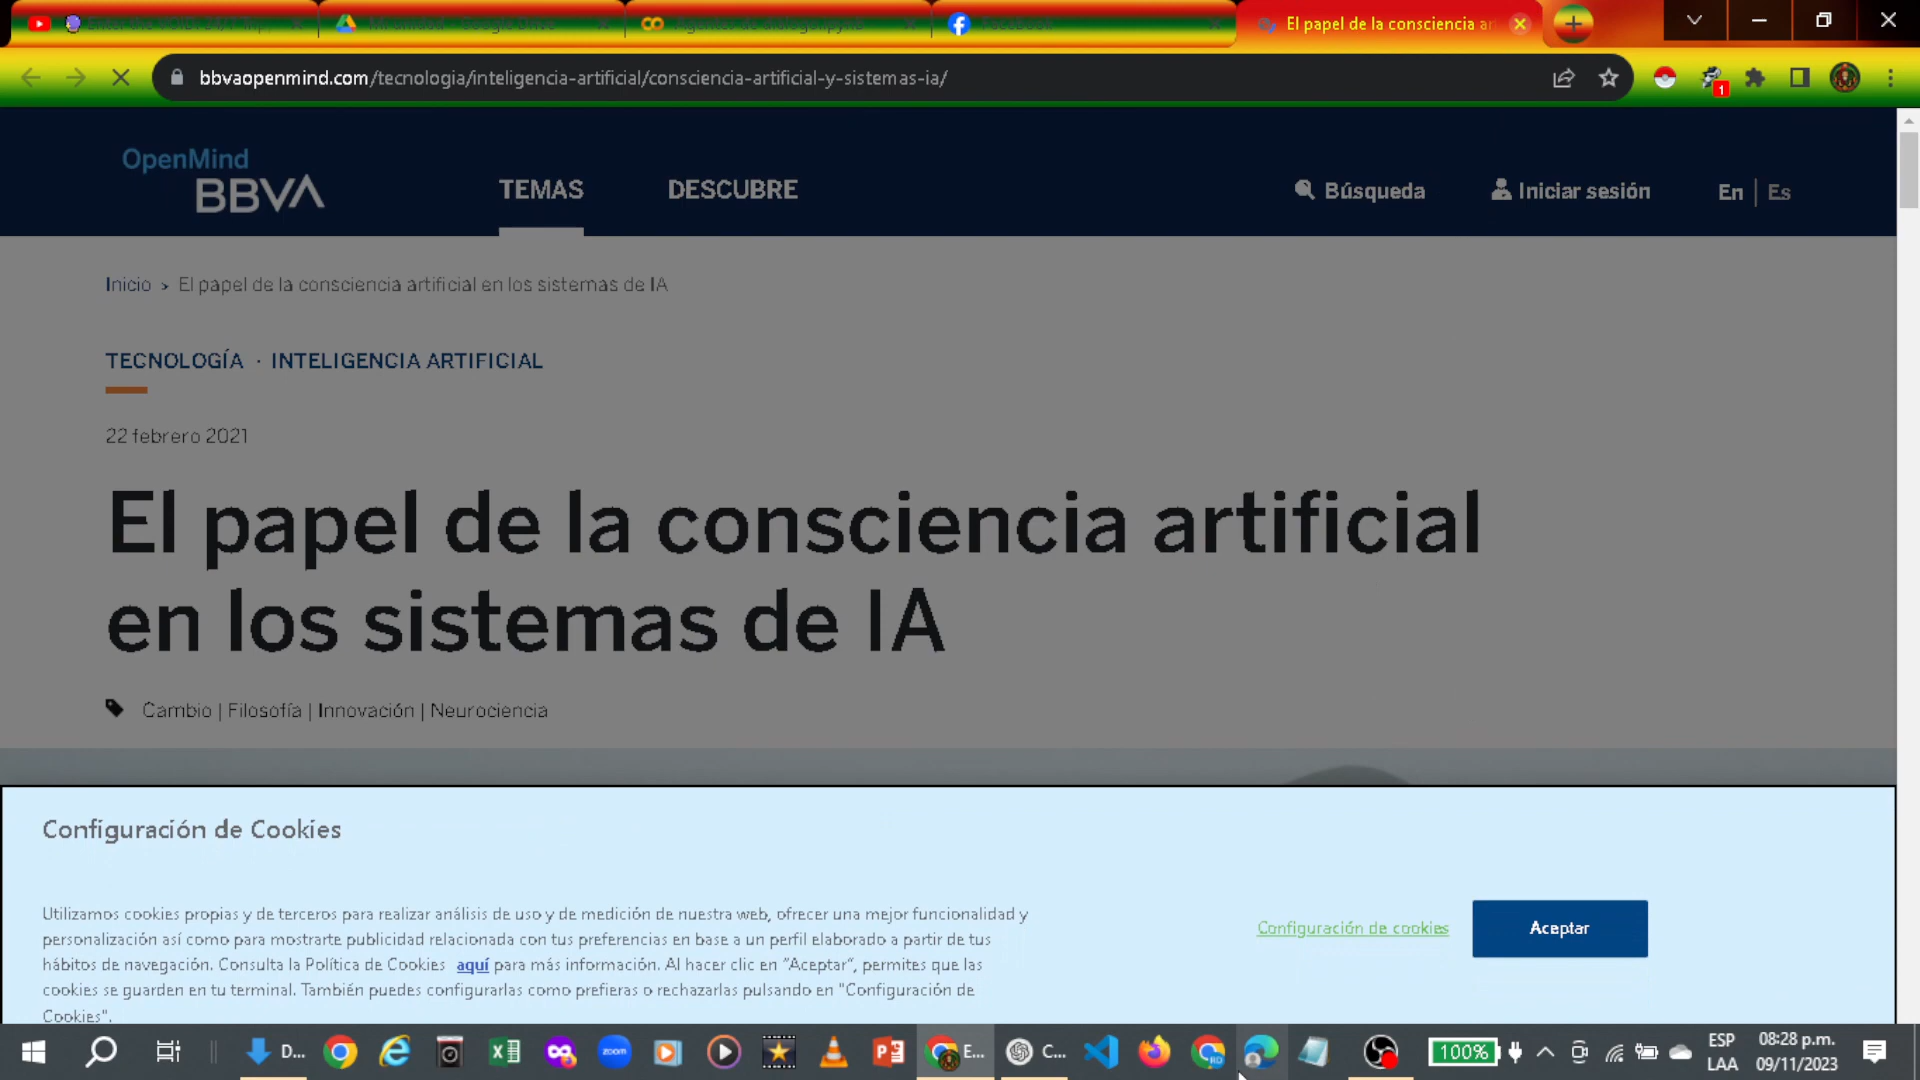 Facebook
El papel de la consciencia ar
bbvaopenmind.com/tecnologia/inteligencia-artificial/consciencia-artificial-y-sistemas-ia/
1
OpenMind
BBVA
TEMAS
DESCUBRE
Búsqueda
Iniciar sesión
En | Es
Inicio > El papel de la consciencia artificial en los sistemas de IA
TECNOLOGÍA · INTELIGENCIA ARTIFICIAL
22 febrero 2021
El papel de la consciencia artificial
en los sistemas de IA
Cambio | Filosofía | Innovación | Neurociencia
Configuración de Cookies
Utilizamos cookies propias y de terceros para realizar análisis de uso y de medición de nuestra web, ofrecer una mejor funcionalidad y
personalización así como para mostrarte publicidad relacionada con tus preferencias en base a un perfil elaborado a partir de tus
hábitos de navegación. Consulta la Política de Cookies aquí para más información. Al hacer clic en "Aceptar", permites que las
cookies se guarden en tu terminal. También puedes configurarlas como prefieras o rechazarlas pulsando en "Configuración de
Cookies".
Configuración de cookies
Aceptar
D...
zoom
E...
C...
100%
ESP
LAA
08:28 p.m.
09/11/2023